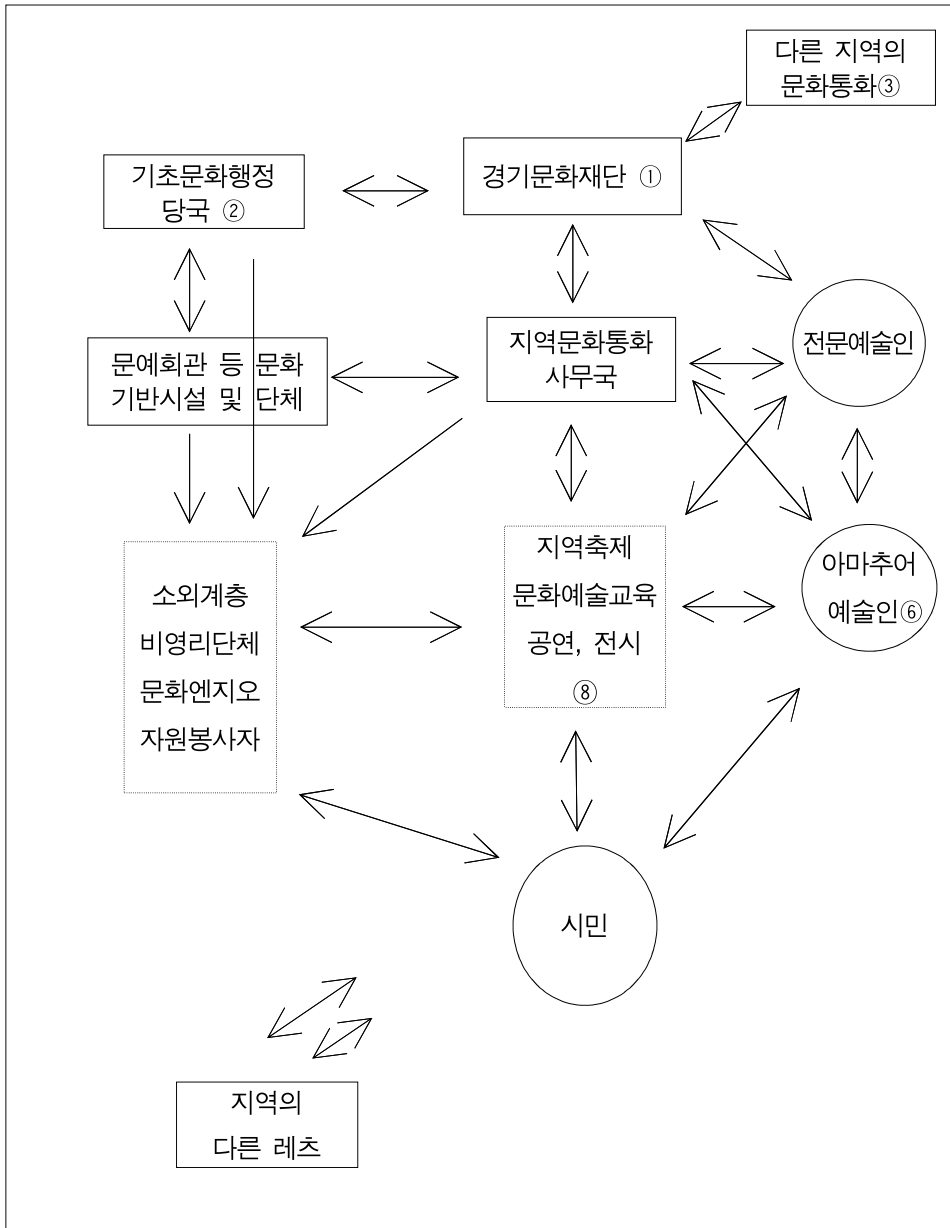 다른 지역의
문화통화③
기초문화행정
당국 ②
경기문화재단 ①
전문예술인
문예회관 등 문화
기반시설 및 단체
지역문화통화
사무국
소외계층
비영리단체
문화엔지오
자원봉사자
지역축제
문화예술교육
공연, 전시
⑧
아마추어
예술인⑥
시민
지역의
다른 레츠